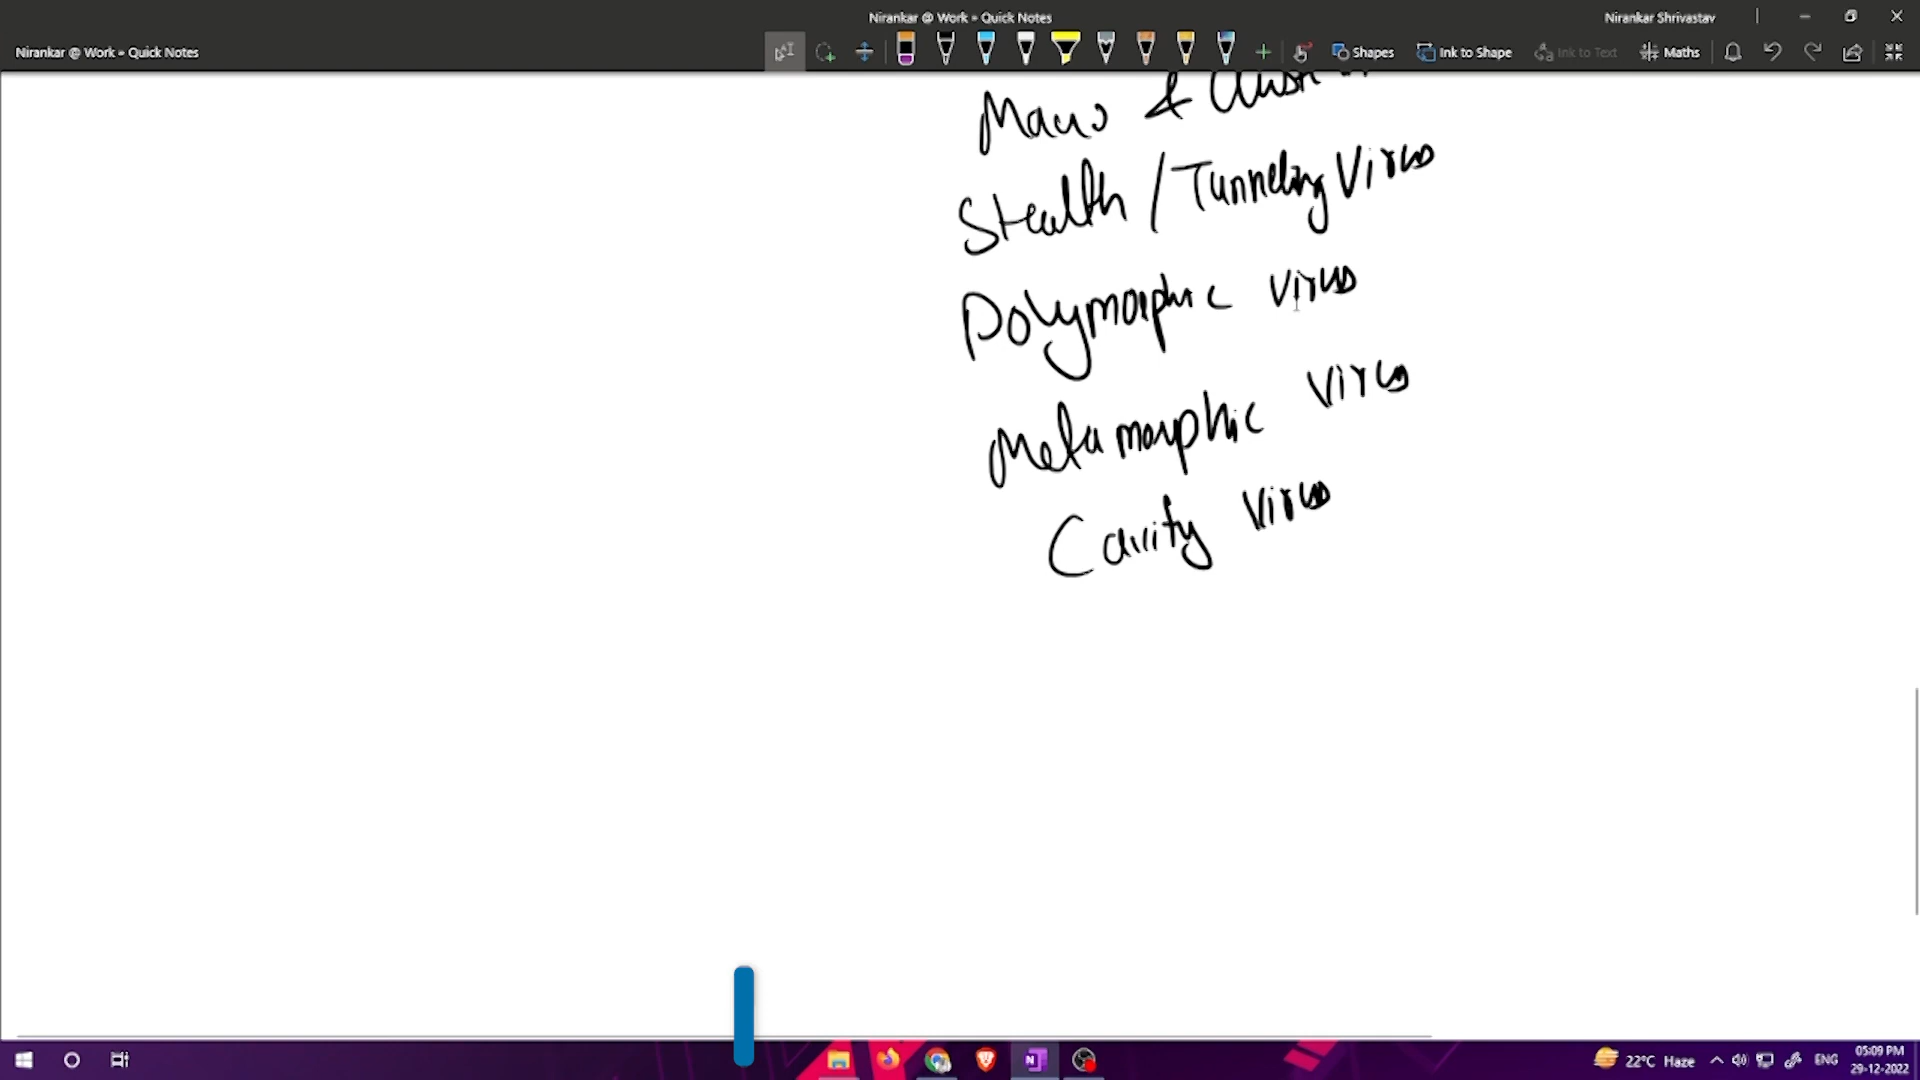 Nirankar @ Work » Quick Notes
Nirankar Shrivastav
Nirankar @ Work » Quick Notes
Shapes
Ink to Shape
Ink to Text
Maths
Macro &
Stealth / Tunneling Virus
Polymorphic Virus
Metamorphic Virus
Cavity Virus
22°C Haze
ENG
05:09 PM
29-12-2022